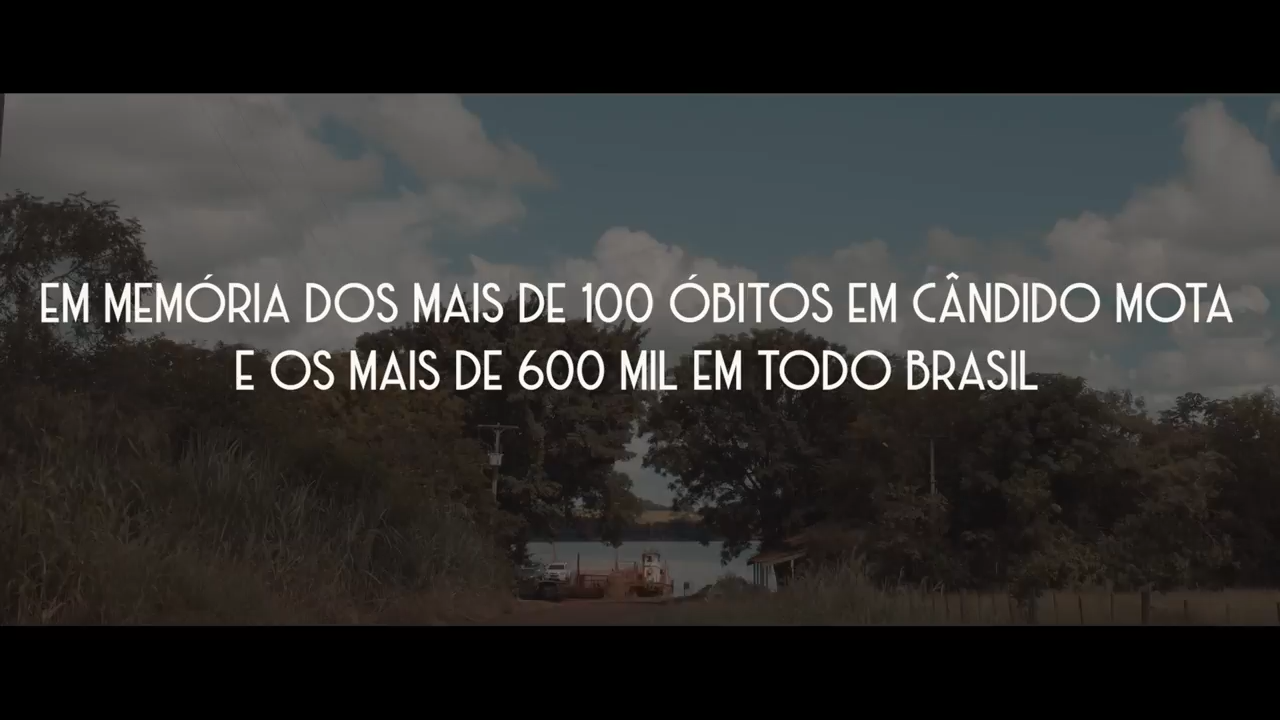 EM MEMÓRIA DOS MAIS DE 100 ÓBITOS EM CÂNDIDO MOTA
E OS MAIS DE 600 MIL EM TODO BRASIL